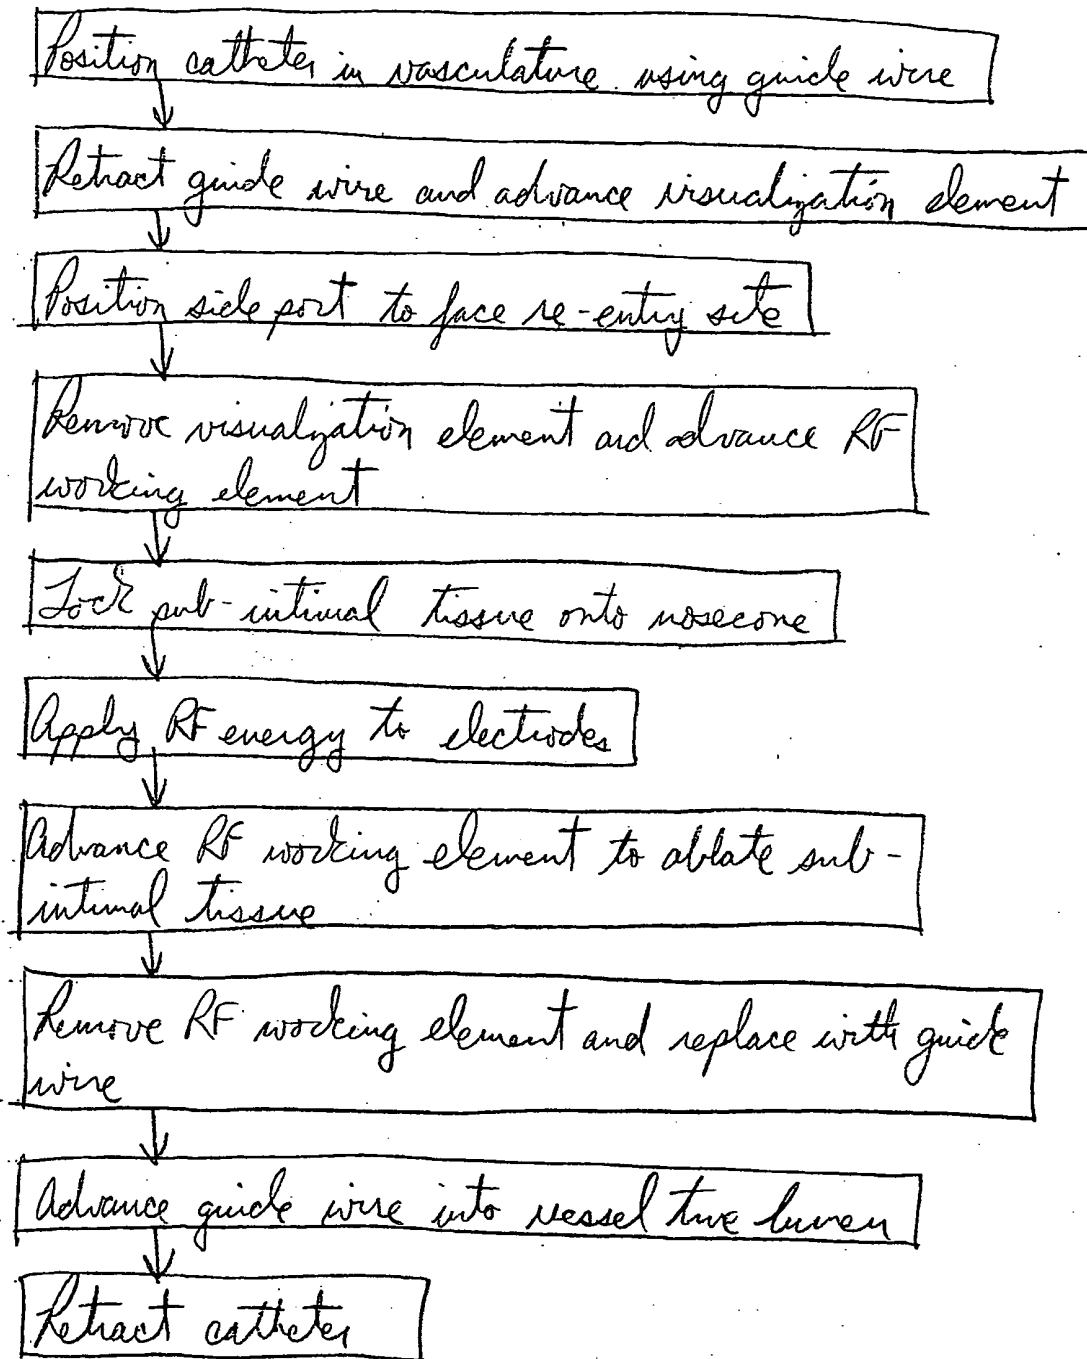 Position catheter in vasculature using guide wire
Retract guide wire and advance visualization element
Position side port to face re-entry site
Remove visualization element and advance RF
working element
Lock sub-intimal tissue onto nosecone
Apply RF energy to electrodes
Advance RF working element to ablate sub-
intimal tissue
Remove RF working element and replace with guide
wire
Advance guide wire into vessel true lumen
Retract catheter